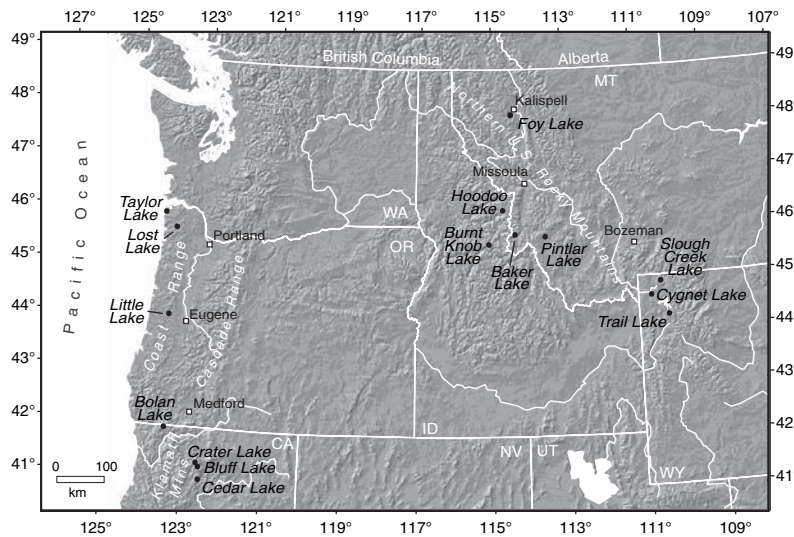 127° 124° 123° 121° 118° 117° 115° 114° 112° 111° 109° 107°
49° 49
British Columbia Alberta
MT
48° 48
Kalispell
Foy Lake
Northern U.S. Rocky Mountains
47° 47
Missoula
46° 46
Taylor
Lake
Hoodoo
Lake
WA
Lost
Lake
Portland
OR
Burnt
Knob
Lake
Baker
Lake
Pintlar
Lake
Bozeman
Slough
Creek
Lake
45° 45
Cygnet Lake
Trail Lake
Pacific Ocean
Coast Range
Cascade Range
44° 44
Little
Lake
Eugene
43° 43
42° 42
Bolan
Lake
Medford
ID
CA
NV UT
WY
Crater Lake
Bluff Lake
Cedar Lake
Klamath
Mtns
41° 41
0 100
km
125° 123° 122° 121° 119° 117° 115° 113° 111° 109°